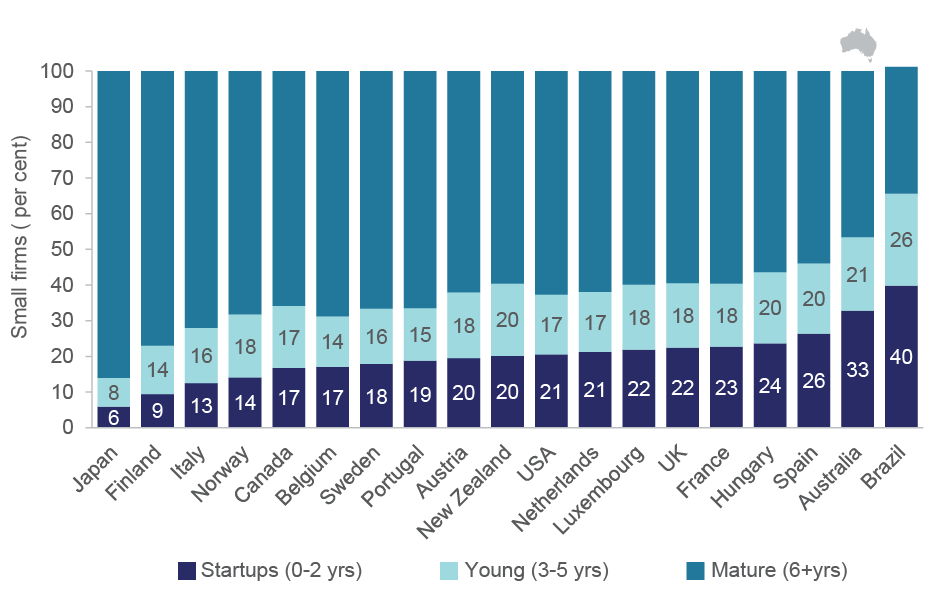 Small firms ( per cent)
100
90
80
70
60
50
40
30
20
10
0
8 14 16 18 17 14 16 15 18 20 17 17 18 18 18 20 20 21 26
6 9 13 14 17 17 18 19 20 20 21 21 22 22 23 24 26 33 40
Japan Finland Italy Norway Canada Belgium Sweden Portugal Austria New Zealand USA Netherlands Luxembourg UK France Hungary Spain Australia Brazil
Startups (0-2 yrs) Young (3-5 yrs) Mature (6+yrs)